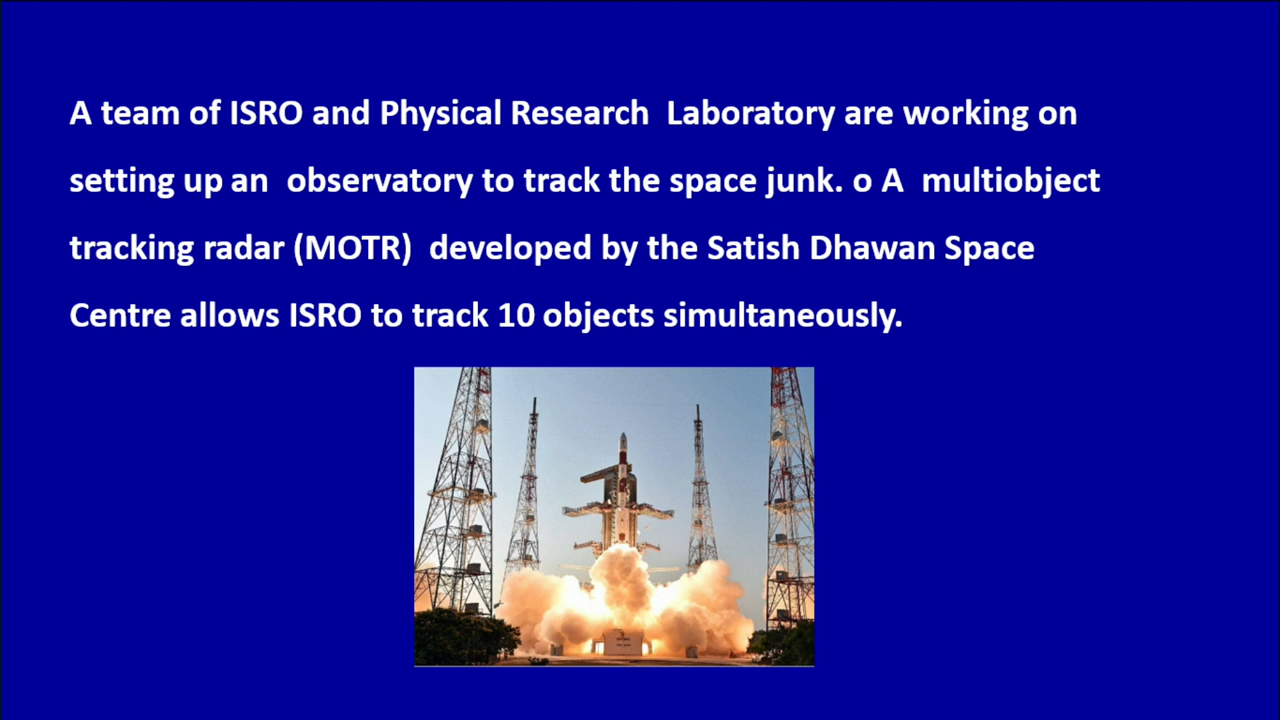 A team of ISRO and Physical Research Laboratory are working on
setting up an observatory to track the space junk. o A multiobject
tracking radar (MOTR) developed by the Satish Dhawan Space
Centre allows ISRO to track 10 objects simultaneously.